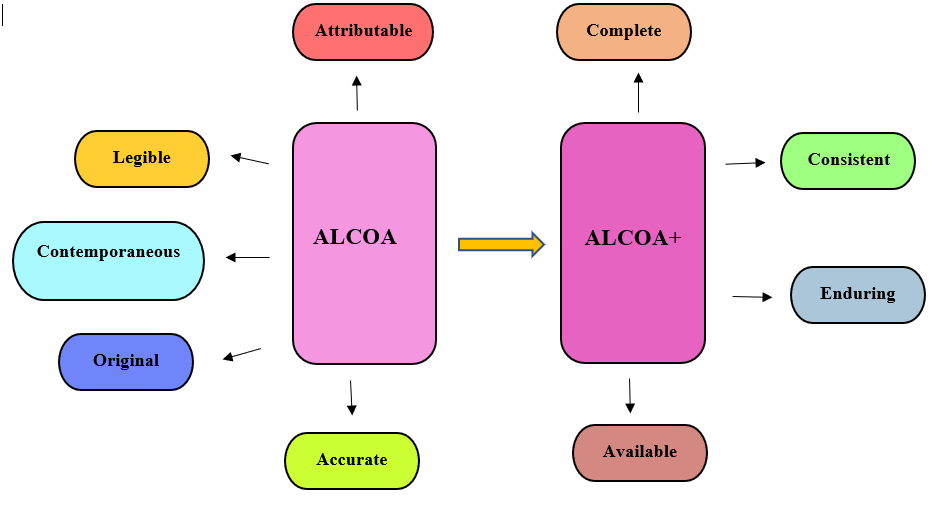 Attributable
Complete
Legible
Consistent
ALCOA
ALCOA+
Contemporaneous
Enduring
Original
Accurate
Available